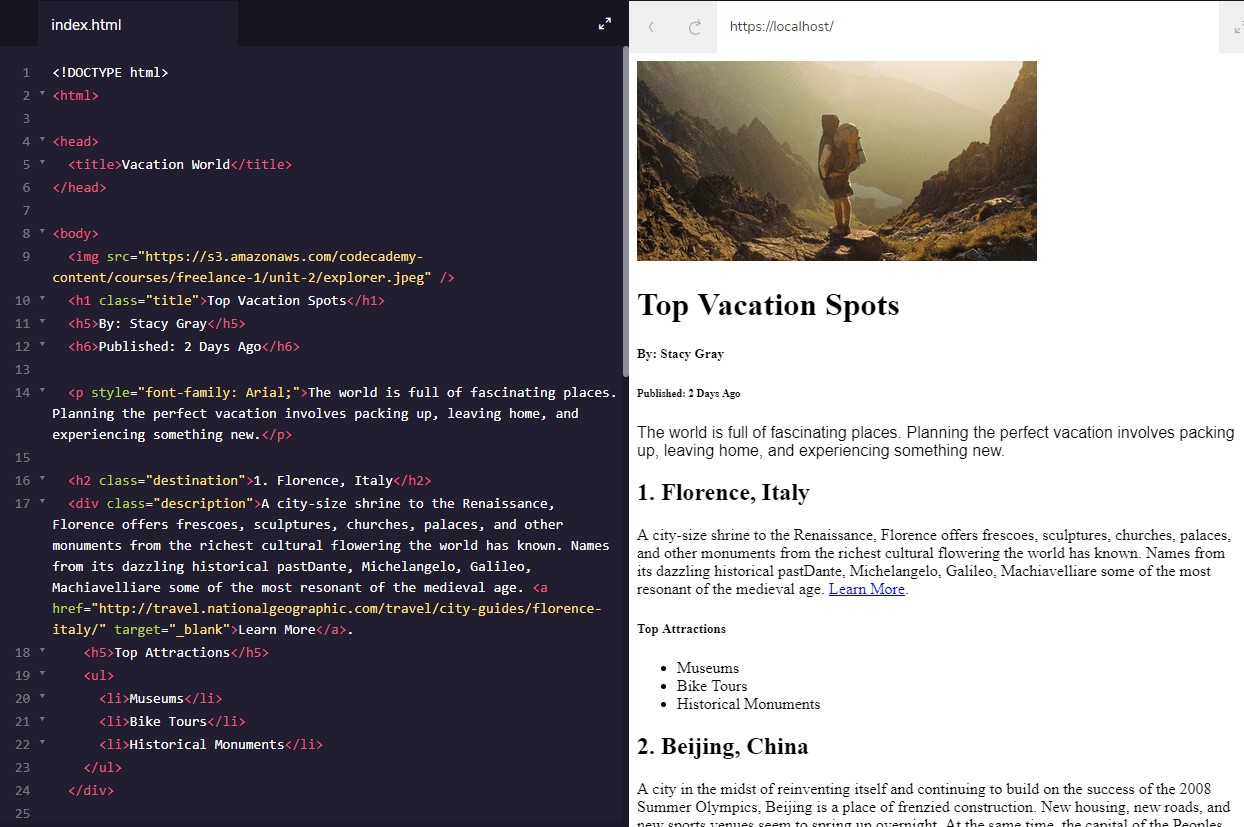 index.html
1 <!DOCTYPE html>
2 <html>
3
4 <head>
5 <title>Vacation World</title>
6 </head>
7
8 <body>
9 <img src="https://s3.amazonaws.com/codecademy-
content/courses/freelance-1/unit-2/explorer.jpeg" />
10 <h1 class="title">Top Vacation Spots</h1>
11 <h5>By: Stacy Gray</h5>
12 <h6>Published: 2 Days Ago</h6>
13
14 <p style="font-family: Arial;">The world is full of fascinating places.
Planning the perfect vacation involves packing up, leaving home, and
experiencing something new.</p>
15
16 <h2 class="destination">1. Florence, Italy</h2>
17 <div class="description">A city-size shrine to the Renaissance,
Florence offers frescoes, sculptures, churches, palaces, and other
monuments from the richest cultural flowering the world has known. Names
from its dazzling historical pastDante, Michelangelo, Galileo,
Machiavelliare some of the most resonant of the medieval age. <a
href="http://travel.nationalgeographic.com/travel/city-guides/florence-
italy/" target="_blank">Learn More</a>.
18 <h5>Top Attractions</h5>
19 <ul>
20 <li>Museums</li>
21 <li>Bike Tours</li>
22 <li>Historical Monuments</li>
23 </ul>
24 </div>
25
https://localhost/
Top Vacation Spots
By: Stacy Gray
Published: 2 Days Ago
The world is full of fascinating places. Planning the perfect vacation involves packing
up, leaving home, and experiencing something new.
1. Florence, Italy
A city-size shrine to the Renaissance, Florence offers frescoes, sculptures, churches, palaces,
and other monuments from the richest cultural flowering the world has known. Names from
its dazzling historical pastDante, Michelangelo, Galileo, Machiavelliare some of the most
resonant of the medieval age. Learn More.
Top Attractions
Museums
Bike Tours
Historical Monuments
2. Beijing, China
A city in the midst of reinventing itself and continuing to build on the success of the 2008
Summer Olympics, Beijing is a place of frenzied construction. New housing, new roads, and
new sports venues seem to spring up overnight. At the same time, the capital of the Peoples